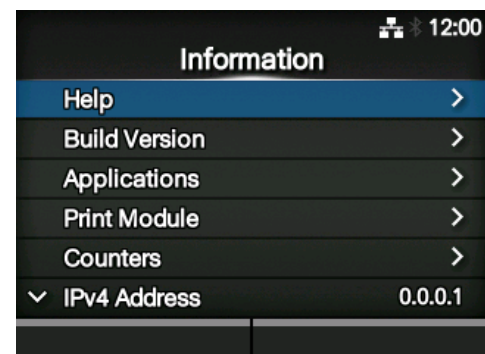 12:00
Information
Help
Build Version
Applications
Print Module
Counters
IPv4 Address 0.0.0.1